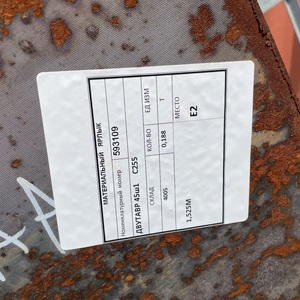 МАТЕРИАЛЬНЫЙ ЯРЛЫК
Номенклатурный номер 593109
ДВУТАВР 45ш1 С255
СКЛАД КОЛ-ВО ЕД ИЗМ МЕСТО
4005 0,188 Т Е2
1,525М